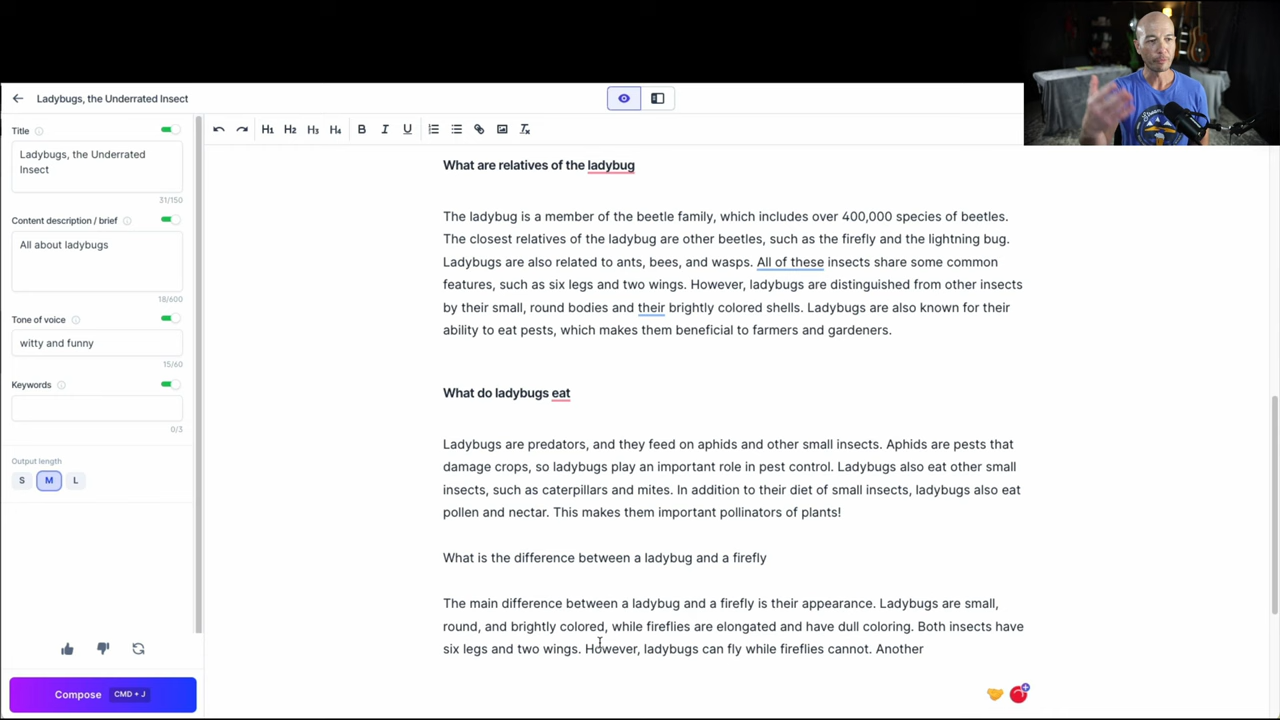 Ladybugs, the Underrated Insect
Title
Ladybugs, the Underrated
Insect
31/150
Content description / brief
All about ladybugs
18/600
Tone of voice
witty and funny
15/60
Keywords
0/3
Output length
S M L
Compose CMD + J
H1 H2 H3 H4 B I U
What are relatives of the ladybug
The ladybug is a member of the beetle family, which includes over 400,000 species of beetles.
The closest relatives of the ladybug are other beetles, such as the firefly and the lightning bug.
Ladybugs are also related to ants, bees, and wasps. All of these insects share some common
features, such as six legs and two wings. However, ladybugs are distinguished from other insects
by their small, round bodies and their brightly colored shells. Ladybugs are also known for their
ability to eat pests, which makes them beneficial to farmers and gardeners.
What do ladybugs eat
Ladybugs are predators, and they feed on aphids and other small insects. Aphids are pests that
damage crops, so ladybugs play an important role in pest control. Ladybugs also eat other small
insects, such as caterpillars and mites. In addition to their diet of small insects, ladybugs also eat
pollen and nectar. This makes them important pollinators of plants!
What is the difference between a ladybug and a firefly
The main difference between a ladybug and a firefly is their appearance. Ladybugs are small,
round, and brightly colored, while fireflies are elongated and have dull coloring. Both insects have
six legs and two wings. However, ladybugs can fly while fireflies cannot. Another